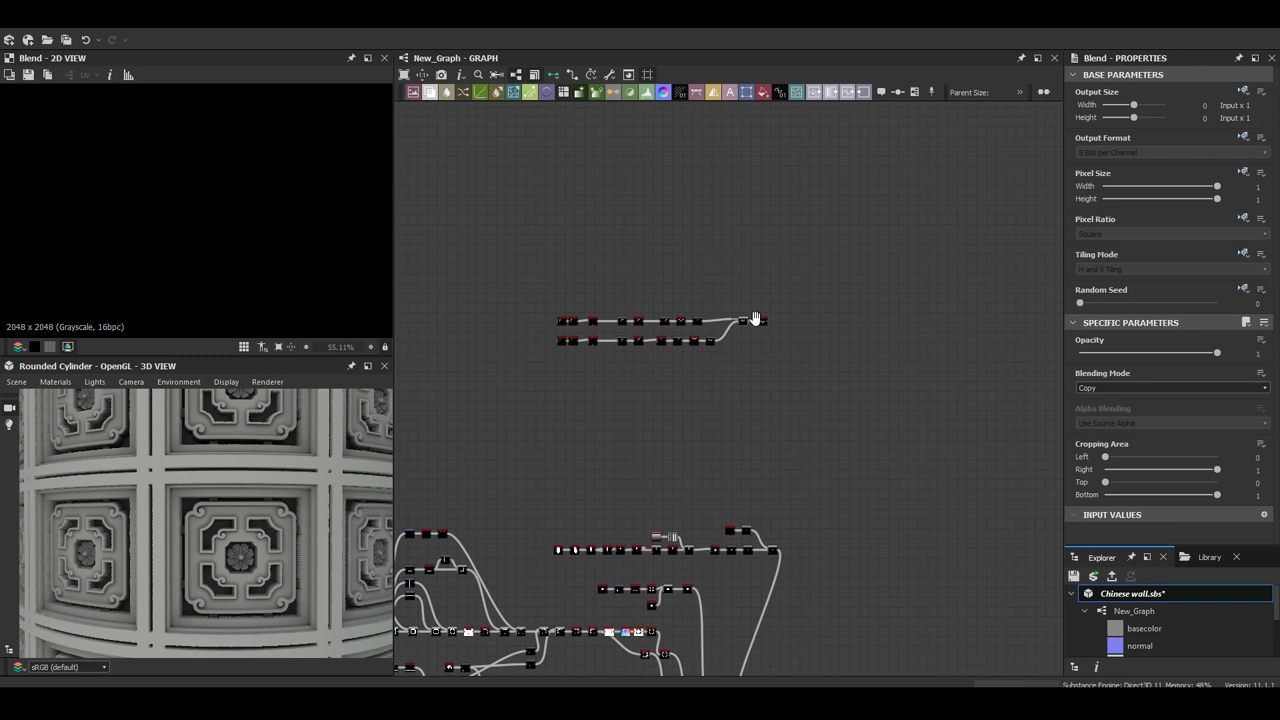 Blend - 2D VIEW
2048 x 2048 (Grayscale, 16bpc)
55.11%
Rounded Cylinder - OpenGL - 3D VIEW
Scene Materials Lights Camera Environment Display Renderer
sRGB (default)
New_Graph - GRAPH
Parent Size:
Blend - PROPERTIES
BASE PARAMETERS
Output Size
Width 0 Input x 1
Height 0 Input x 1
Output Format
8 Bits per Channel
Pixel Size
Width 1
Height 1
Pixel Ratio
Square
Tiling Mode
H and V Tiling
Random Seed
0
SPECIFIC PARAMETERS
Opacity
1
Blending Mode
Copy
Alpha Blending
Use Source Alpha
Cropping Area
Left 0
Right 1
Top 0
Bottom 1
INPUT VALUES
Explorer Library
Chinese wall.sbs*
New_Graph
basecolor
normal
Substance Engine: Direct3D 11 Memory: 48% Version: 11.1.1